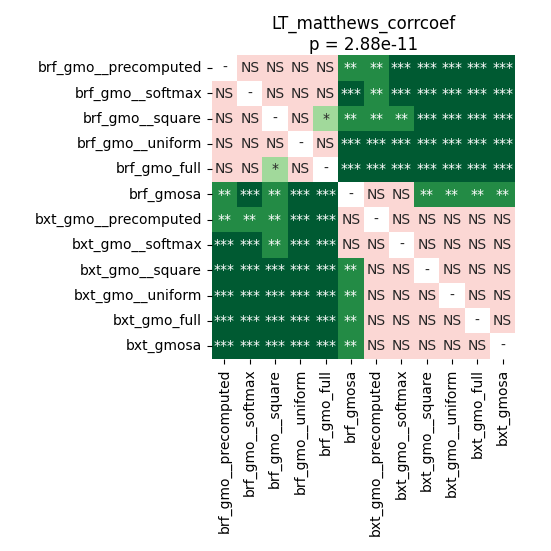 LT_matthews_corrcoef
p = 2.88e-11
brf_gmo__precomputed - NS NS NS NS ** ** *** *** *** *** ***
brf_gmo__softmax NS - NS NS NS *** ** *** *** *** *** ***
brf_gmo__square NS NS - NS * ** ** ** *** *** *** ***
brf_gmo__uniform NS NS NS - NS *** *** *** *** *** *** ***
brf_gmo_full NS NS * NS - *** *** *** *** *** *** ***
brf_gmosa ** *** ** *** *** - NS NS ** ** ** **
bxt_gmo__precomputed ** ** ** *** *** NS - NS NS NS NS NS
bxt_gmo__softmax *** *** ** *** *** NS NS - NS NS NS NS
bxt_gmo__square *** *** *** *** *** ** NS NS - NS NS NS
bxt_gmo__uniform *** *** *** *** *** ** NS NS NS - NS NS
bxt_gmo_full *** *** *** *** *** ** NS NS NS NS - NS
bxt_gmosa *** *** *** *** *** ** NS NS NS NS NS -
brf_gmo__precomputed
brf_gmo__softmax
brf_gmo__square
brf_gmo__uniform
brf_gmo_full
brf_gmosa
bxt_gmo__precomputed
bxt_gmo__softmax
bxt_gmo__square
bxt_gmo__uniform
bxt_gmo_full
bxt_gmosa